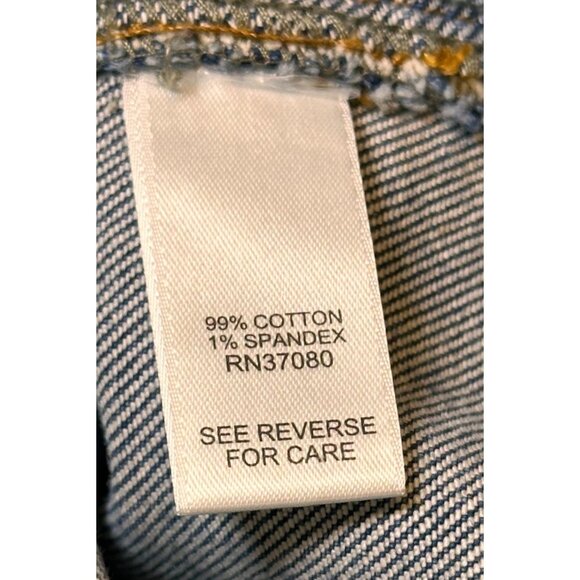 99% COTTON
1% SPANDEX
RN37080
SEE REVERSE
FOR CARE